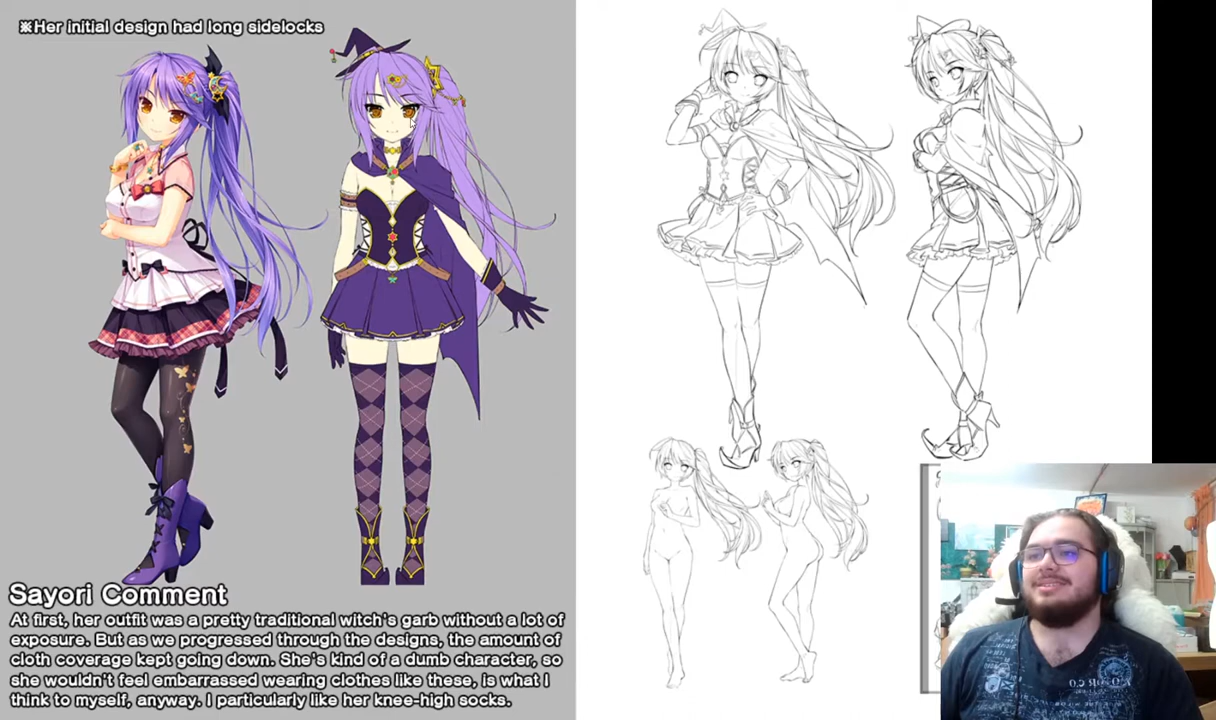 ※Her initial design had long sidelocks
Sayori Comment
At first, her outfit was a pretty traditional witch's garb without a lot of
exposure. But as we progressed through the designs, the amount of
cloth coverage kept going down. She's kind of a dumb character, so
she wouldn't feel embarrassed wearing clothes like these, is what I
think to myself, anyway. I particularly like her knee-high socks.